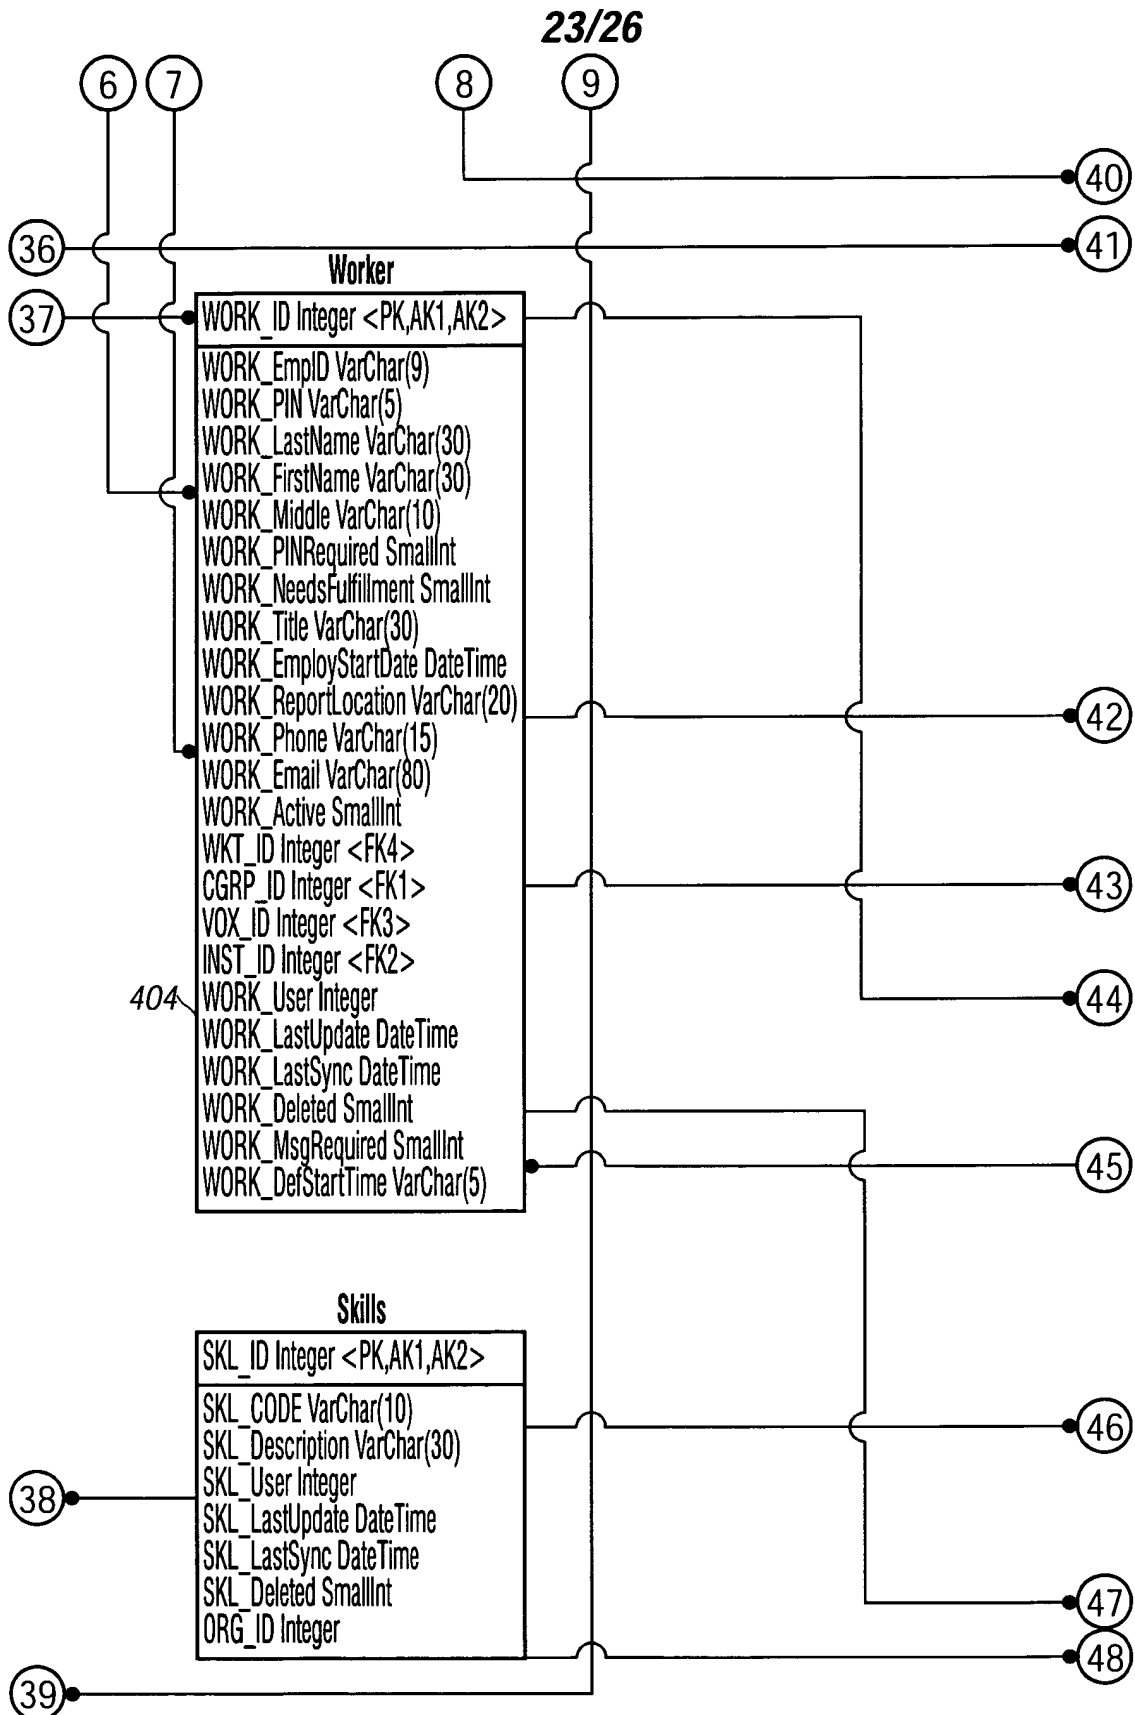 23/26
6 7 8 9
40
36 41
Worker
37 WORK_ID Integer <PK,AK1,AK2>
WORK_EmpID VarChar(9)
WORK_PIN VarChar(5)
WORK_LastName VarChar(30)
WORK_FirstName VarChar(30)
WORK_Middle VarChar(10)
WORK_PINRequired SmallInt
WORK_NeedsFulfillment SmallInt
WORK_Title VarChar(30)
WORK_EmployStartDate DateTime
WORK_ReportLocation VarChar(20)
42
WORK_Phone VarChar(15)
WORK_Email VarChar(80)
WORK_Active SmallInt
WKT_ID Integer <FK4>
CGRP_ID Integer <FK1> 43
VOX_ID Integer <FK3>
INST_ID Integer <FK2>
404 WORK_User Integer 44
WORK_LastUpdate DateTime
WORK_LastSync DateTime
WORK_Deleted SmallInt
WORK_MsgRequired SmallInt
45
WORK_DefStartTime VarChar(5)
Skills
SKL_ID Integer <PK,AK1,AK2>
SKL_CODE VarChar(10)
46
SKL_Description VarChar(30)
SKL_User Integer
38
SKL_LastUpdate DateTime
SKL_LastSync DateTime
SKL_Deleted SmallInt
47
ORG_ID Integer
48
39